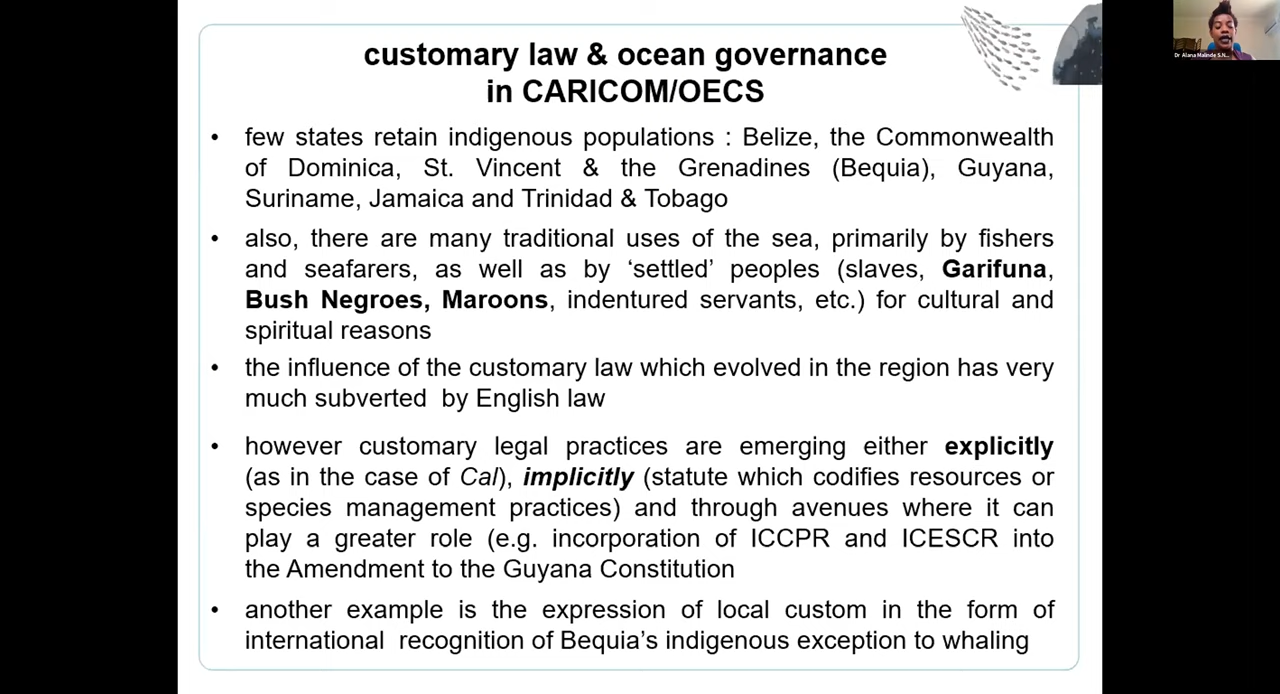 customary law & ocean governance
in CARICOM/OECS
• few states retain indigenous populations : Belize, the Commonwealth
of Dominica, St. Vincent & the Grenadines (Bequia), Guyana,
Suriname, Jamaica and Trinidad & Tobago
• also, there are many traditional uses of the sea, primarily by fishers
and seafarers, as well as by ‘settled’ peoples (slaves, Garifuna,
Bush Negroes, Maroons, indentured servants, etc.) for cultural and
spiritual reasons
• the influence of the customary law which evolved in the region has very
much subverted by English law
• however customary legal practices are emerging either explicitly
(as in the case of Cal), implicitly (statute which codifies resources or
species management practices) and through avenues where it can
play a greater role (e.g. incorporation of ICCPR and ICESCR into
the Amendment to the Guyana Constitution
• another example is the expression of local custom in the form of
international recognition of Bequia’s indigenous exception to whaling
Dr Alana Malinde S.N...